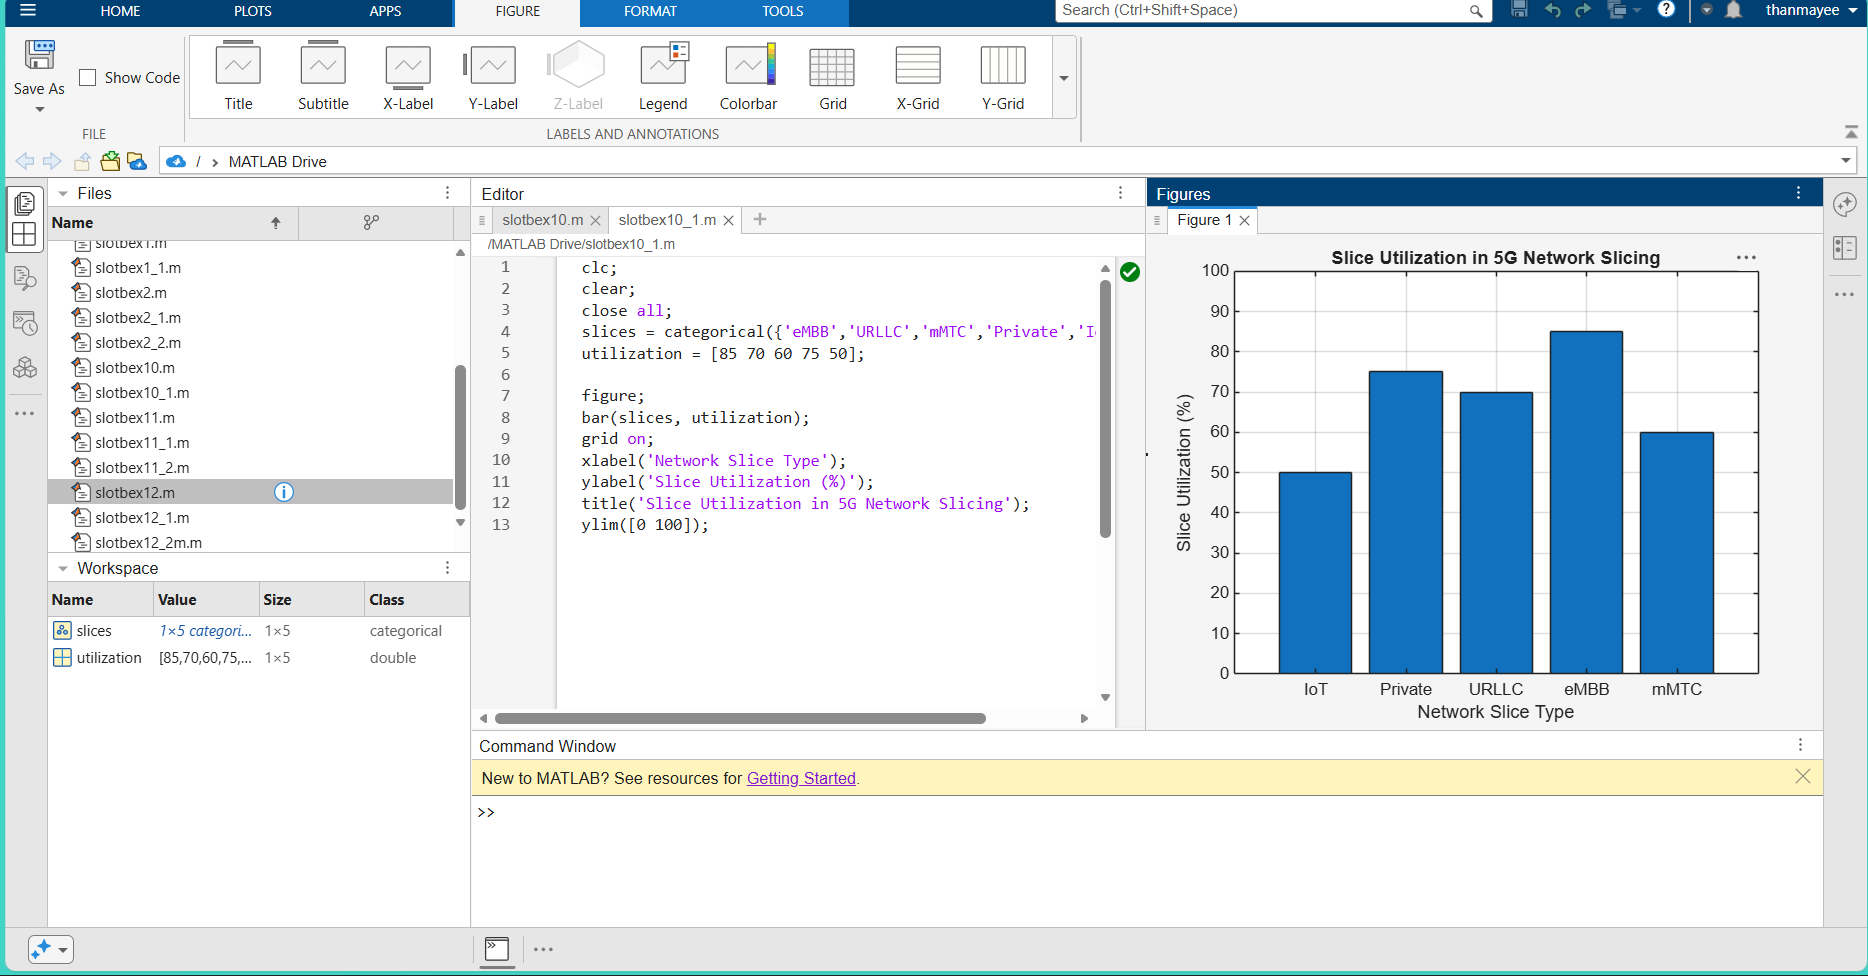 HOME PLOTS APPS FIGURE FORMAT TOOLS Search (Ctrl+Shift+Space) thanmayee
Save As
Show Code
Title Subtitle X-Label Y-Label Z-Label Legend Colorbar Grid X-Grid Y-Grid
FILE LABELS AND ANNOTATIONS
/ › MATLAB Drive
Files
Name
slotbex1.m
slotbex1_1.m
slotbex2.m
slotbex2_1.m
slotbex2_2.m
slotbex10.m
slotbex10_1.m
slotbex11.m
slotbex11_1.m
slotbex11_2.m
slotbex12.m
slotbex12_1.m
slotbex12_2m.m
Workspace
Name Value Size Class
slices 1×5 categori... 1×5 categorical
utilization [85,70,60,75,... 1×5 double
Editor
slotbex10.m slotbex10_1.m
/MATLAB Drive/slotbex10_1.m
1 clc;
2 clear;
3 close all;
4 slices = categorical({'eMBB','URLLC','mMTC','Private','I
5 utilization = [85 70 60 75 50];
6
7 figure;
8 bar(slices, utilization);
9 grid on;
10 xlabel('Network Slice Type');
11 ylabel('Slice Utilization (%)');
12 title('Slice Utilization in 5G Network Slicing');
13 ylim([0 100]);
Figures
Figure 1
Slice Utilization in 5G Network Slicing
100
90
80
70
60
50
40
30
20
10
0
Slice Utilization (%)
IoT Private URLLC eMBB mMTC
Network Slice Type
Command Window
New to MATLAB? See resources for Getting Started.
>>